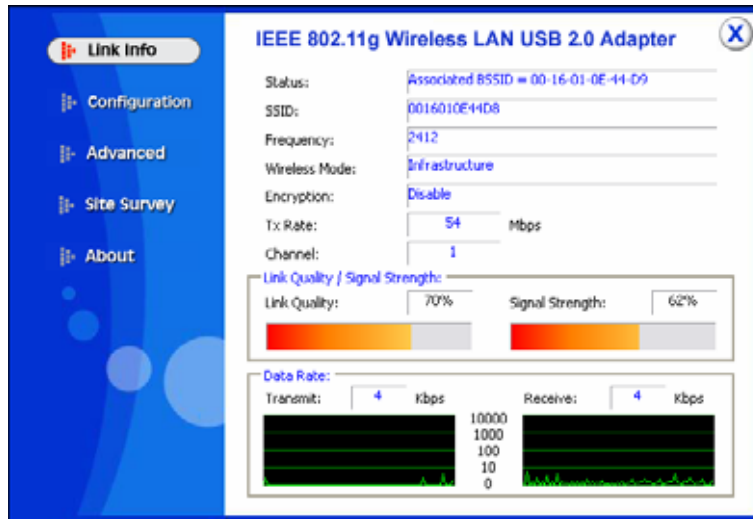 Link Info
Configuration
Advanced
Site Survey
About
IEEE 802.11g Wireless LAN USB 2.0 Adapter
X
Status: Associated BSSID = 00-16-01-0E-44-D9
SSID: 0016010E44D8
Frequency: 2412
Wireless Mode: Infrastructure
Encryption: Disable
Tx Rate: 54 Mbps
Channel: 1
Link Quality / Signal Strength:
Link Quality: 70% Signal Strength: 62%
Data Rate:
Transmit: 4 Kbps Receive: 4 Kbps
10000
1000
100
10
0